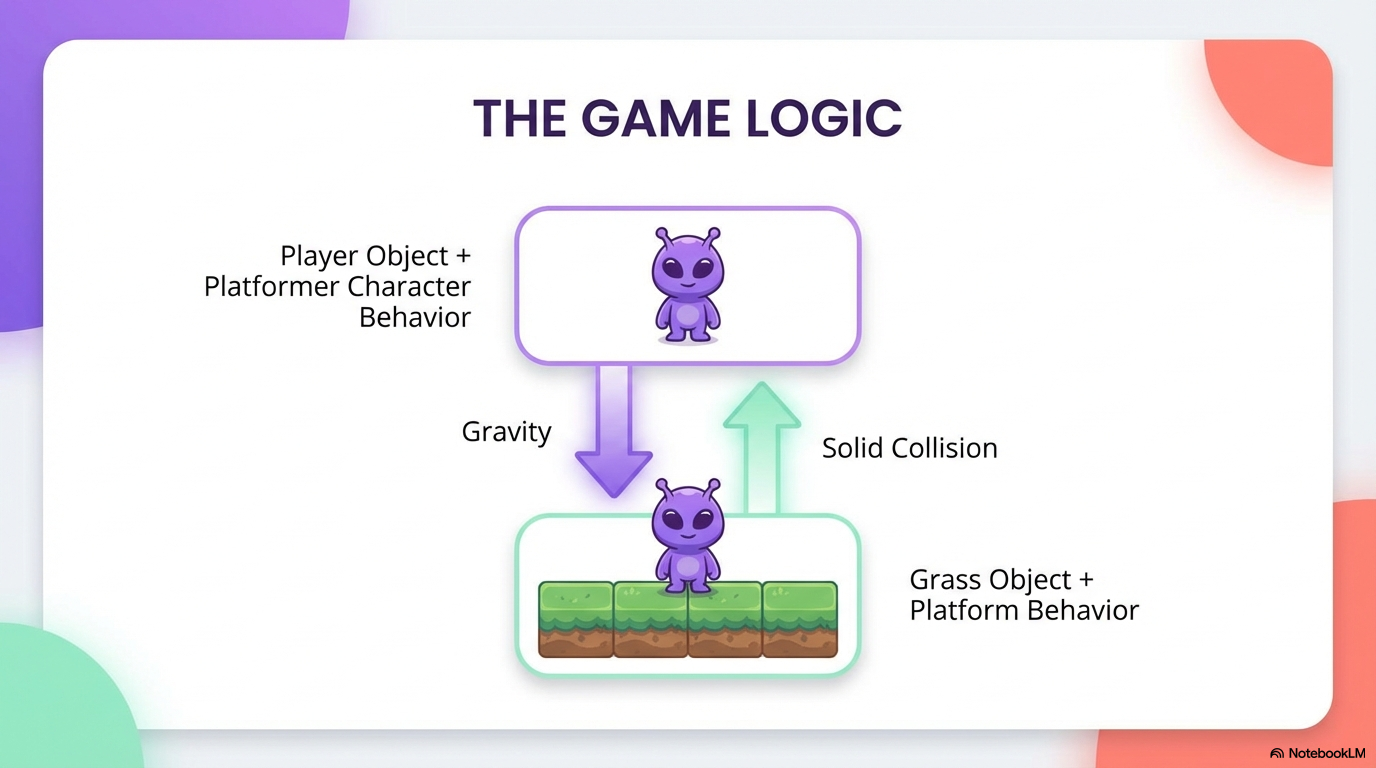 THE GAME LOGIC
Player Object +
Platformer Character
Behavior
Gravity
Solid Collision
Grass Object +
Platform Behavior
NotebookLM